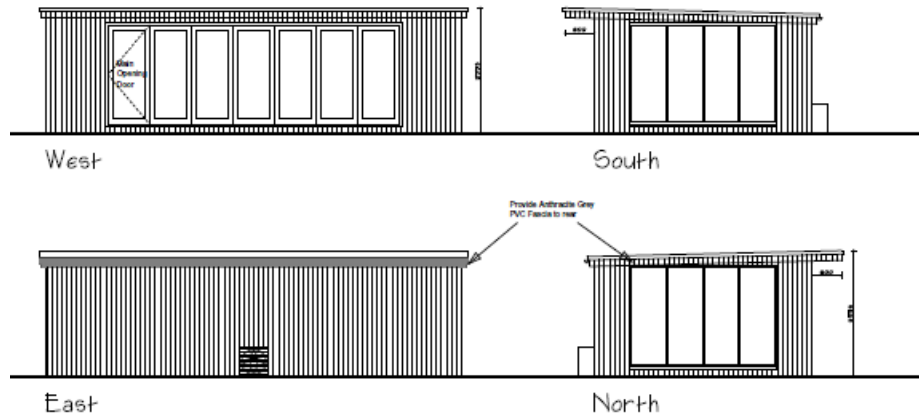 Main
Opening
Door
West
South
Provide Anthracite Grey
PVC Fascia to rear
East
North